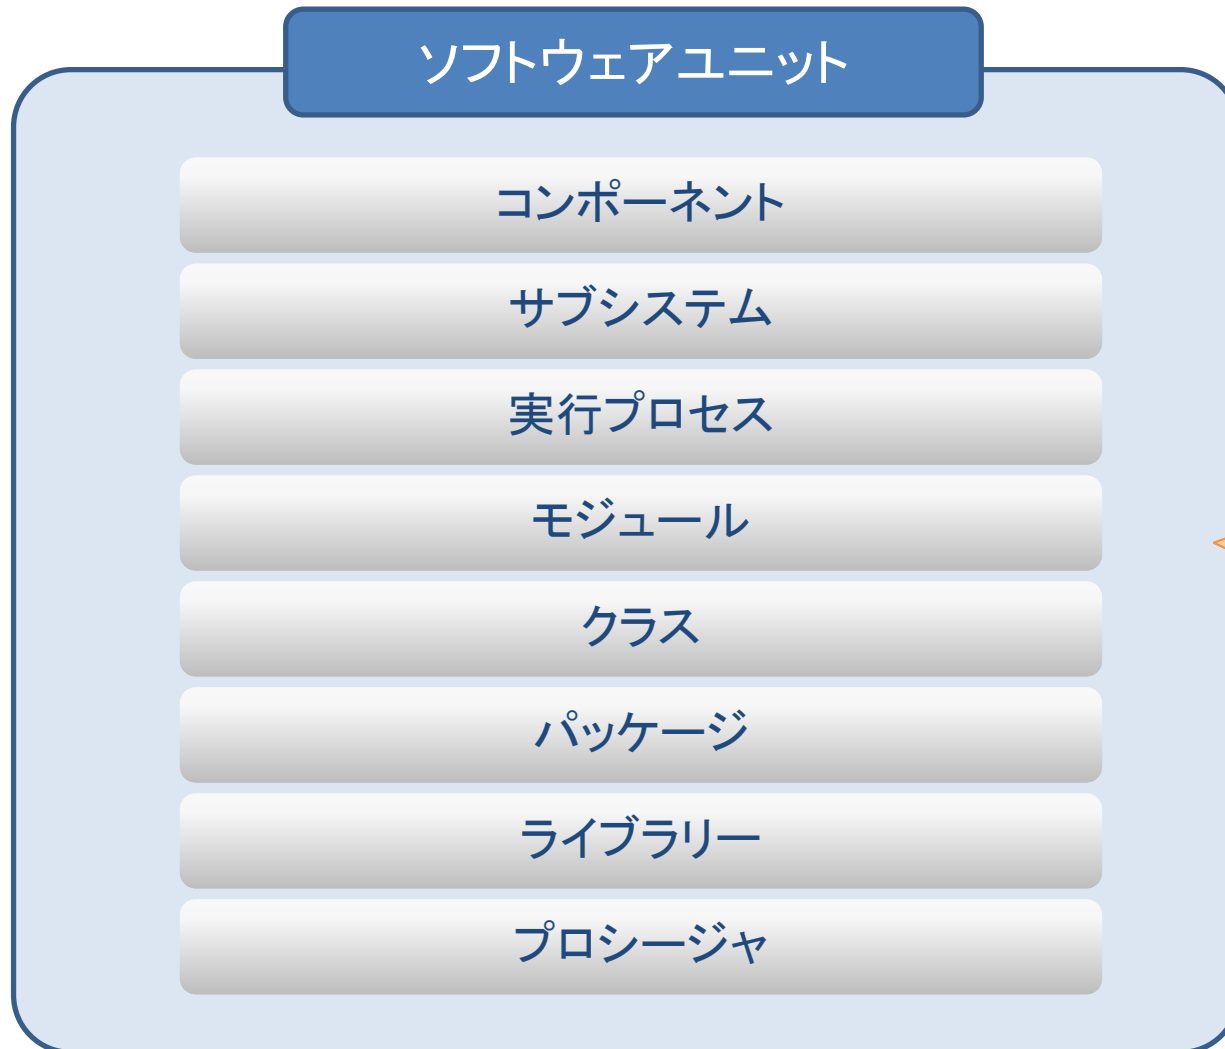 ソフトウェアユニット
コンポーネント
サブシステム
実行プロセス
モジュール
クラス
パッケージ
ライブラリー
プロシージャ